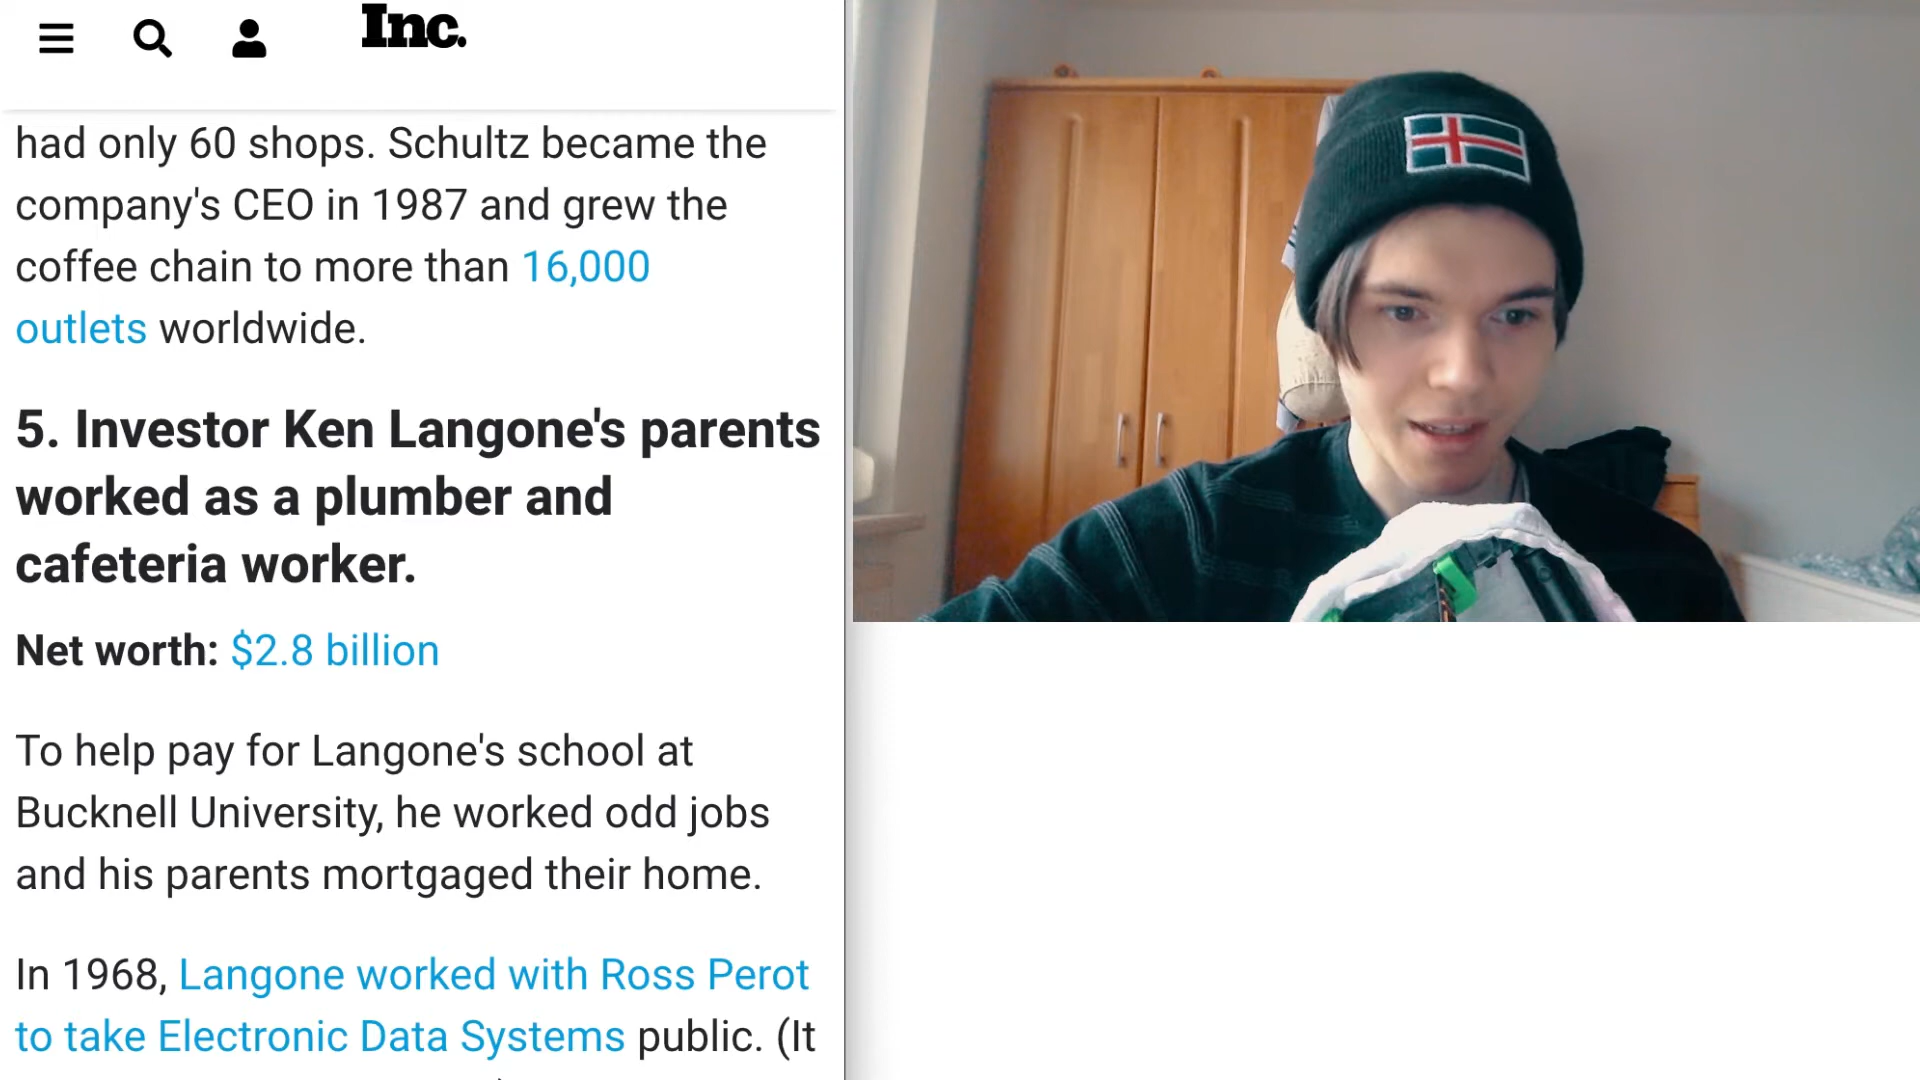 Inc.
had only 60 shops. Schultz became the
company's CEO in 1987 and grew the
coffee chain to more than 16,000
outlets worldwide.
5. Investor Ken Langone's parents
worked as a plumber and
cafeteria worker.
Net worth: $2.8 billion
To help pay for Langone's school at
Bucknell University, he worked odd jobs
and his parents mortgaged their home.
In 1968, Langone worked with Ross Perot
to take Electronic Data Systems public. (It